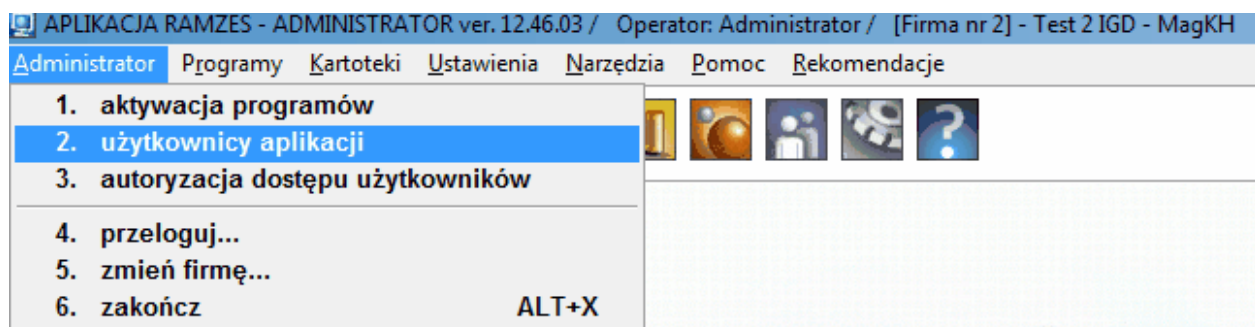 APLIKACJA RAMZES - ADMINISTRATOR ver. 12.46.03 / Operator: Administrator / [Firma nr 2] - Test 2 IGD - MagKH
Administrator Programy Kartoteki Ustawienia Narzędzia Pomoc Rekomendacje
1. aktywacja programów
2. użytkownicy aplikacji
3. autoryzacja dostępu użytkowników
4. przeloguj...
5. zmień firmę...
6. zakończ ALT+X